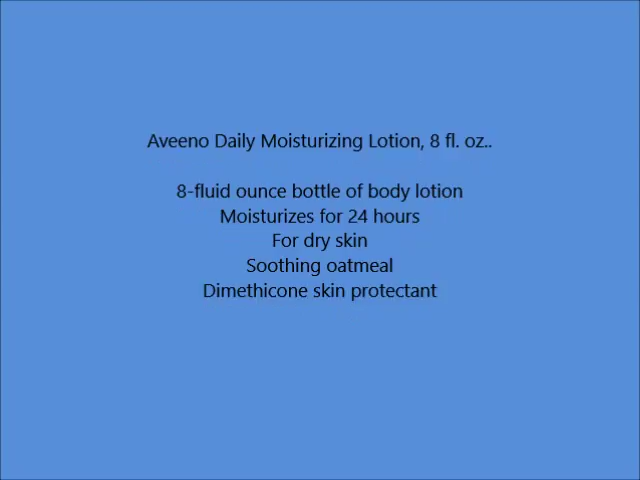 Aveeno Daily Moisturizing Lotion, 8 fl. oz..
8-fluid ounce bottle of body lotion
Moisturizes for 24 hours
For dry skin
Soothing oatmeal
Dimethicone skin protectant